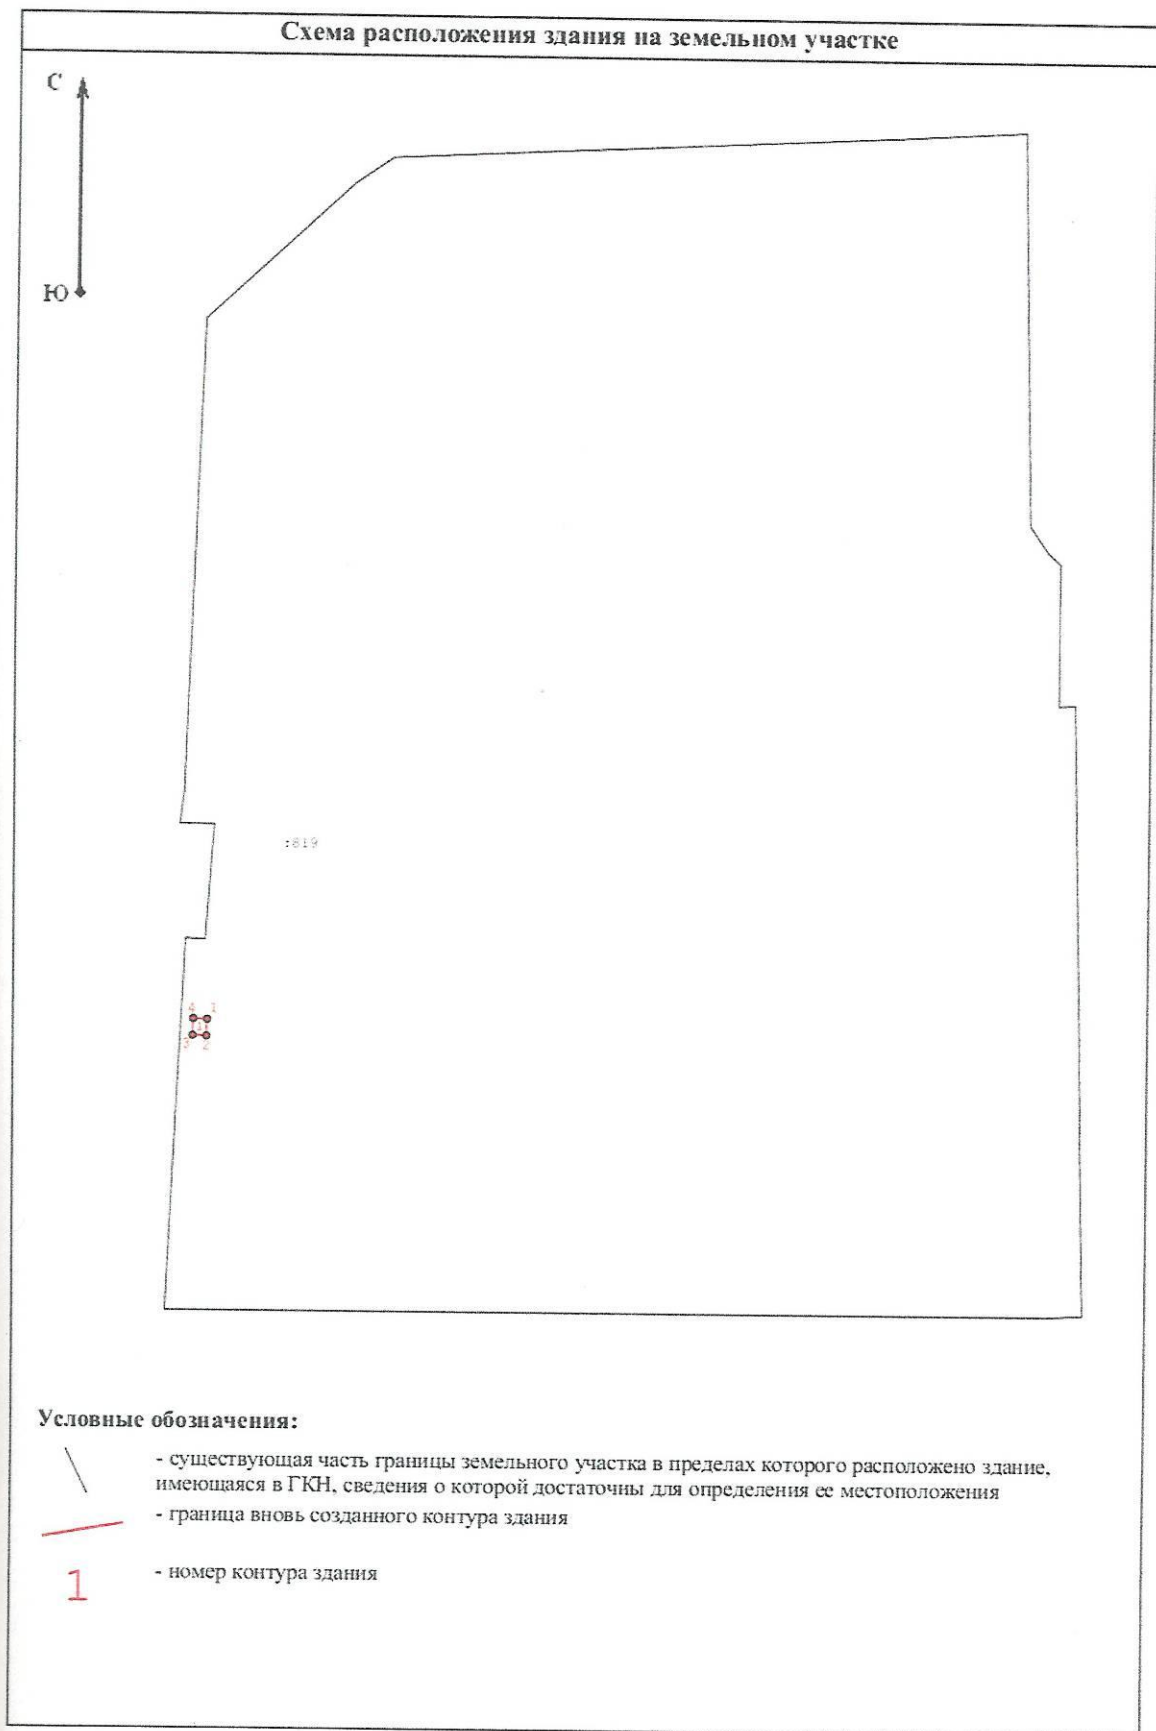 Схема расположения здания на земельном участке
С
Ю
:819
4 1
1
3 2
Условные обозначения:
- существующая часть границы земельного участка в пределах которого расположено здание,
имеющаяся в ГКН, сведения о которой достаточны для определения ее местоположения
- граница вновь созданного контура здания
1 - номер контура здания